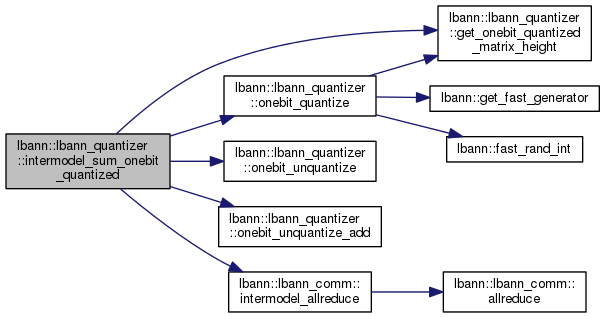 lbann::lbann_quantizer
::intermodel_sum_onebit
_quantized
lbann::lbann_quantizer
::get_onebit_quantized
_matrix_height
lbann::lbann_quantizer
::onebit_quantize
lbann::get_fast_generator
lbann::fast_rand_int
lbann::lbann_quantizer
::onebit_unquantize
lbann::lbann_quantizer
::onebit_unquantize_add
lbann::lbann_comm::
intermodel_allreduce
lbann::lbann_comm::
allreduce